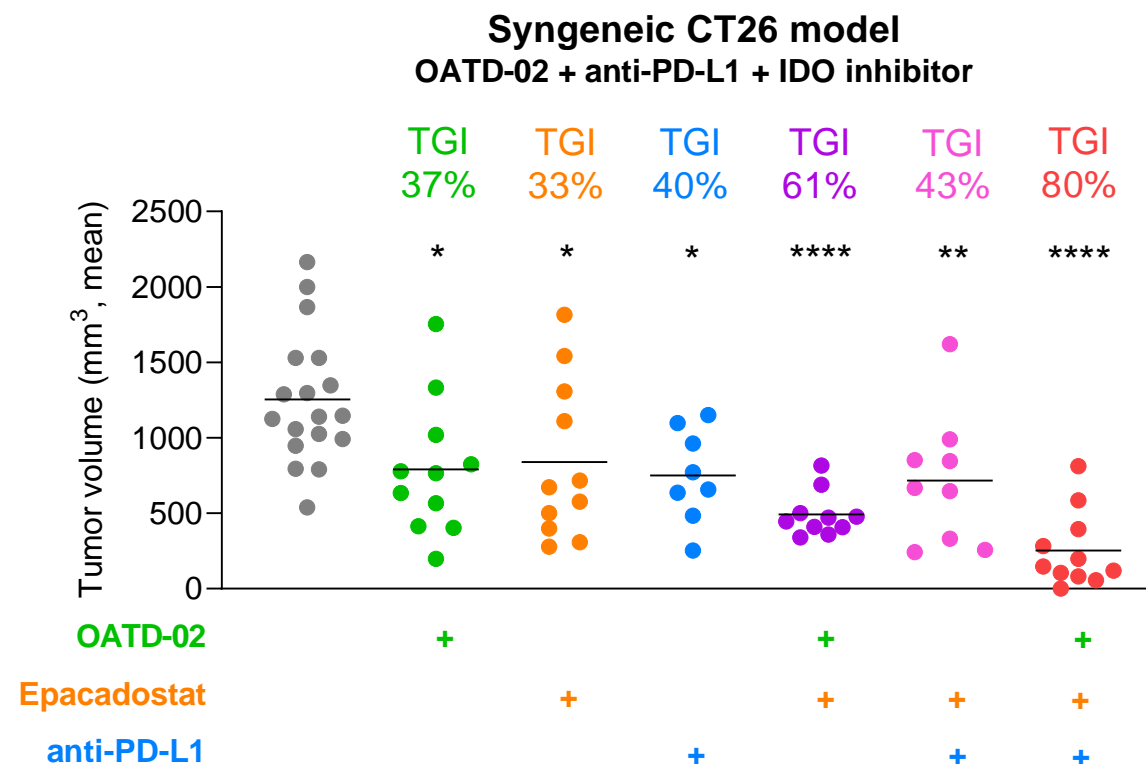 Syngeneic CT26 model
OATD-02 + anti-PD-L1 + IDO inhibitor
TGI TGI TGI TGI TGI TGI
37% 33% 40% 61% 43% 80%
* * * **** ** ****
Tumor volume (mm³, mean)
2500
2000
1500
1000
500
0
OATD-02 + + +
Epacadostat + + + +
anti-PD-L1 + + +